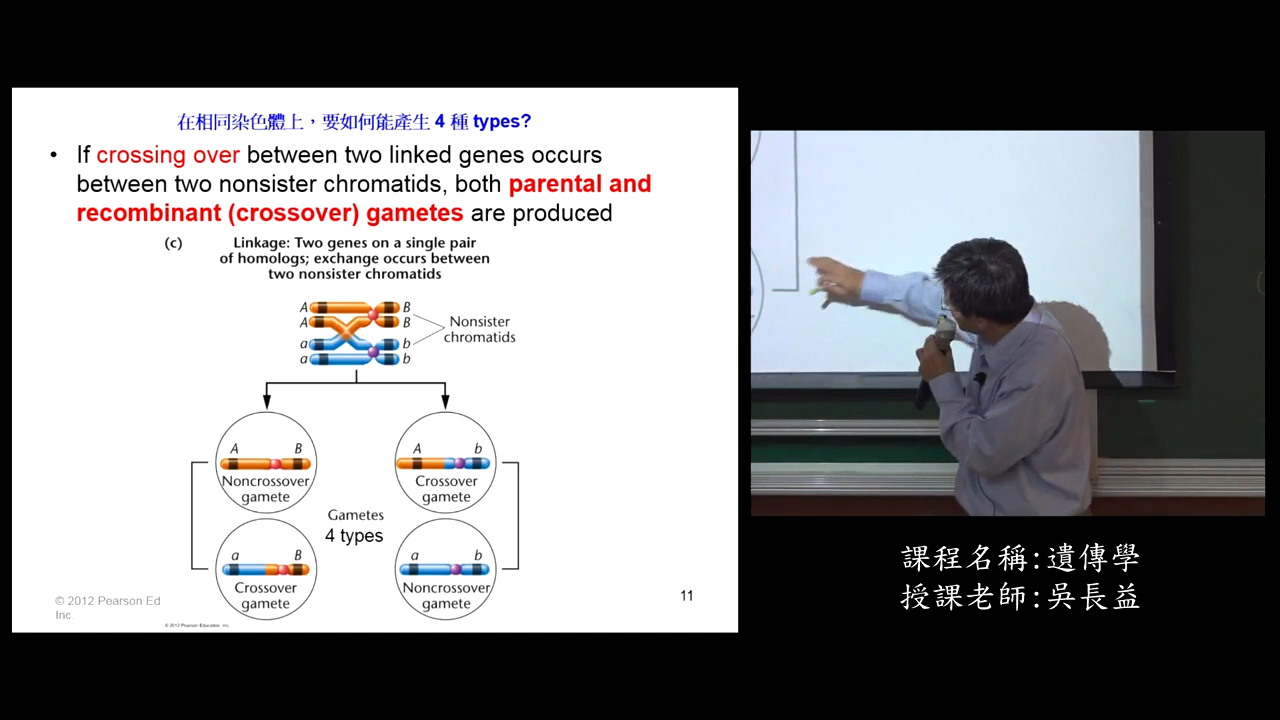 在相同染色體上，要如何能產生 4 種 types?
• If crossing over between two linked genes occurs
between two nonsister chromatids, both parental and
recombinant (crossover) gametes are produced
(c) Linkage: Two genes on a single pair
of homologs; exchange occurs between
two nonsister chromatids
A B
A B
a b
a b
Nonsister
chromatids
A B
Noncrossover
gamete
A b
Crossover
gamete
Gametes
4 types
a B
Crossover
gamete
a b
Noncrossover
gamete
© 2012 Pearson Ed
Inc.
© 2012 Pearson Education, Inc.
11
課程名稱:遺傳學
授課老師:吳長益